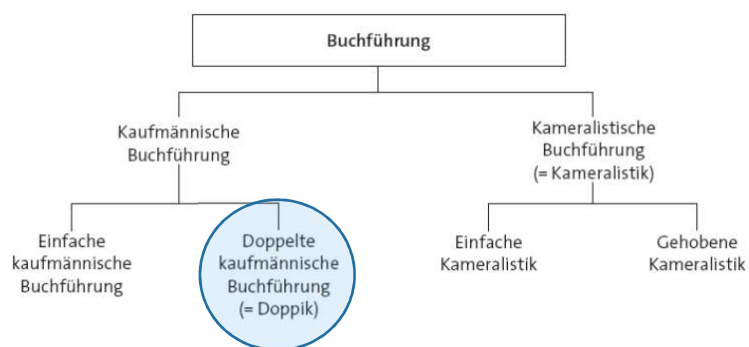 Buchführung
Kaufmännische
Buchführung
Kameralistische
Buchführung
(= Kameralistik)
Einfache
kaufmännische
Buchführung
Doppelte
kaufmännische
Buchführung
(= Doppik)
Einfache
Kameralistik
Gehobene
Kameralistik